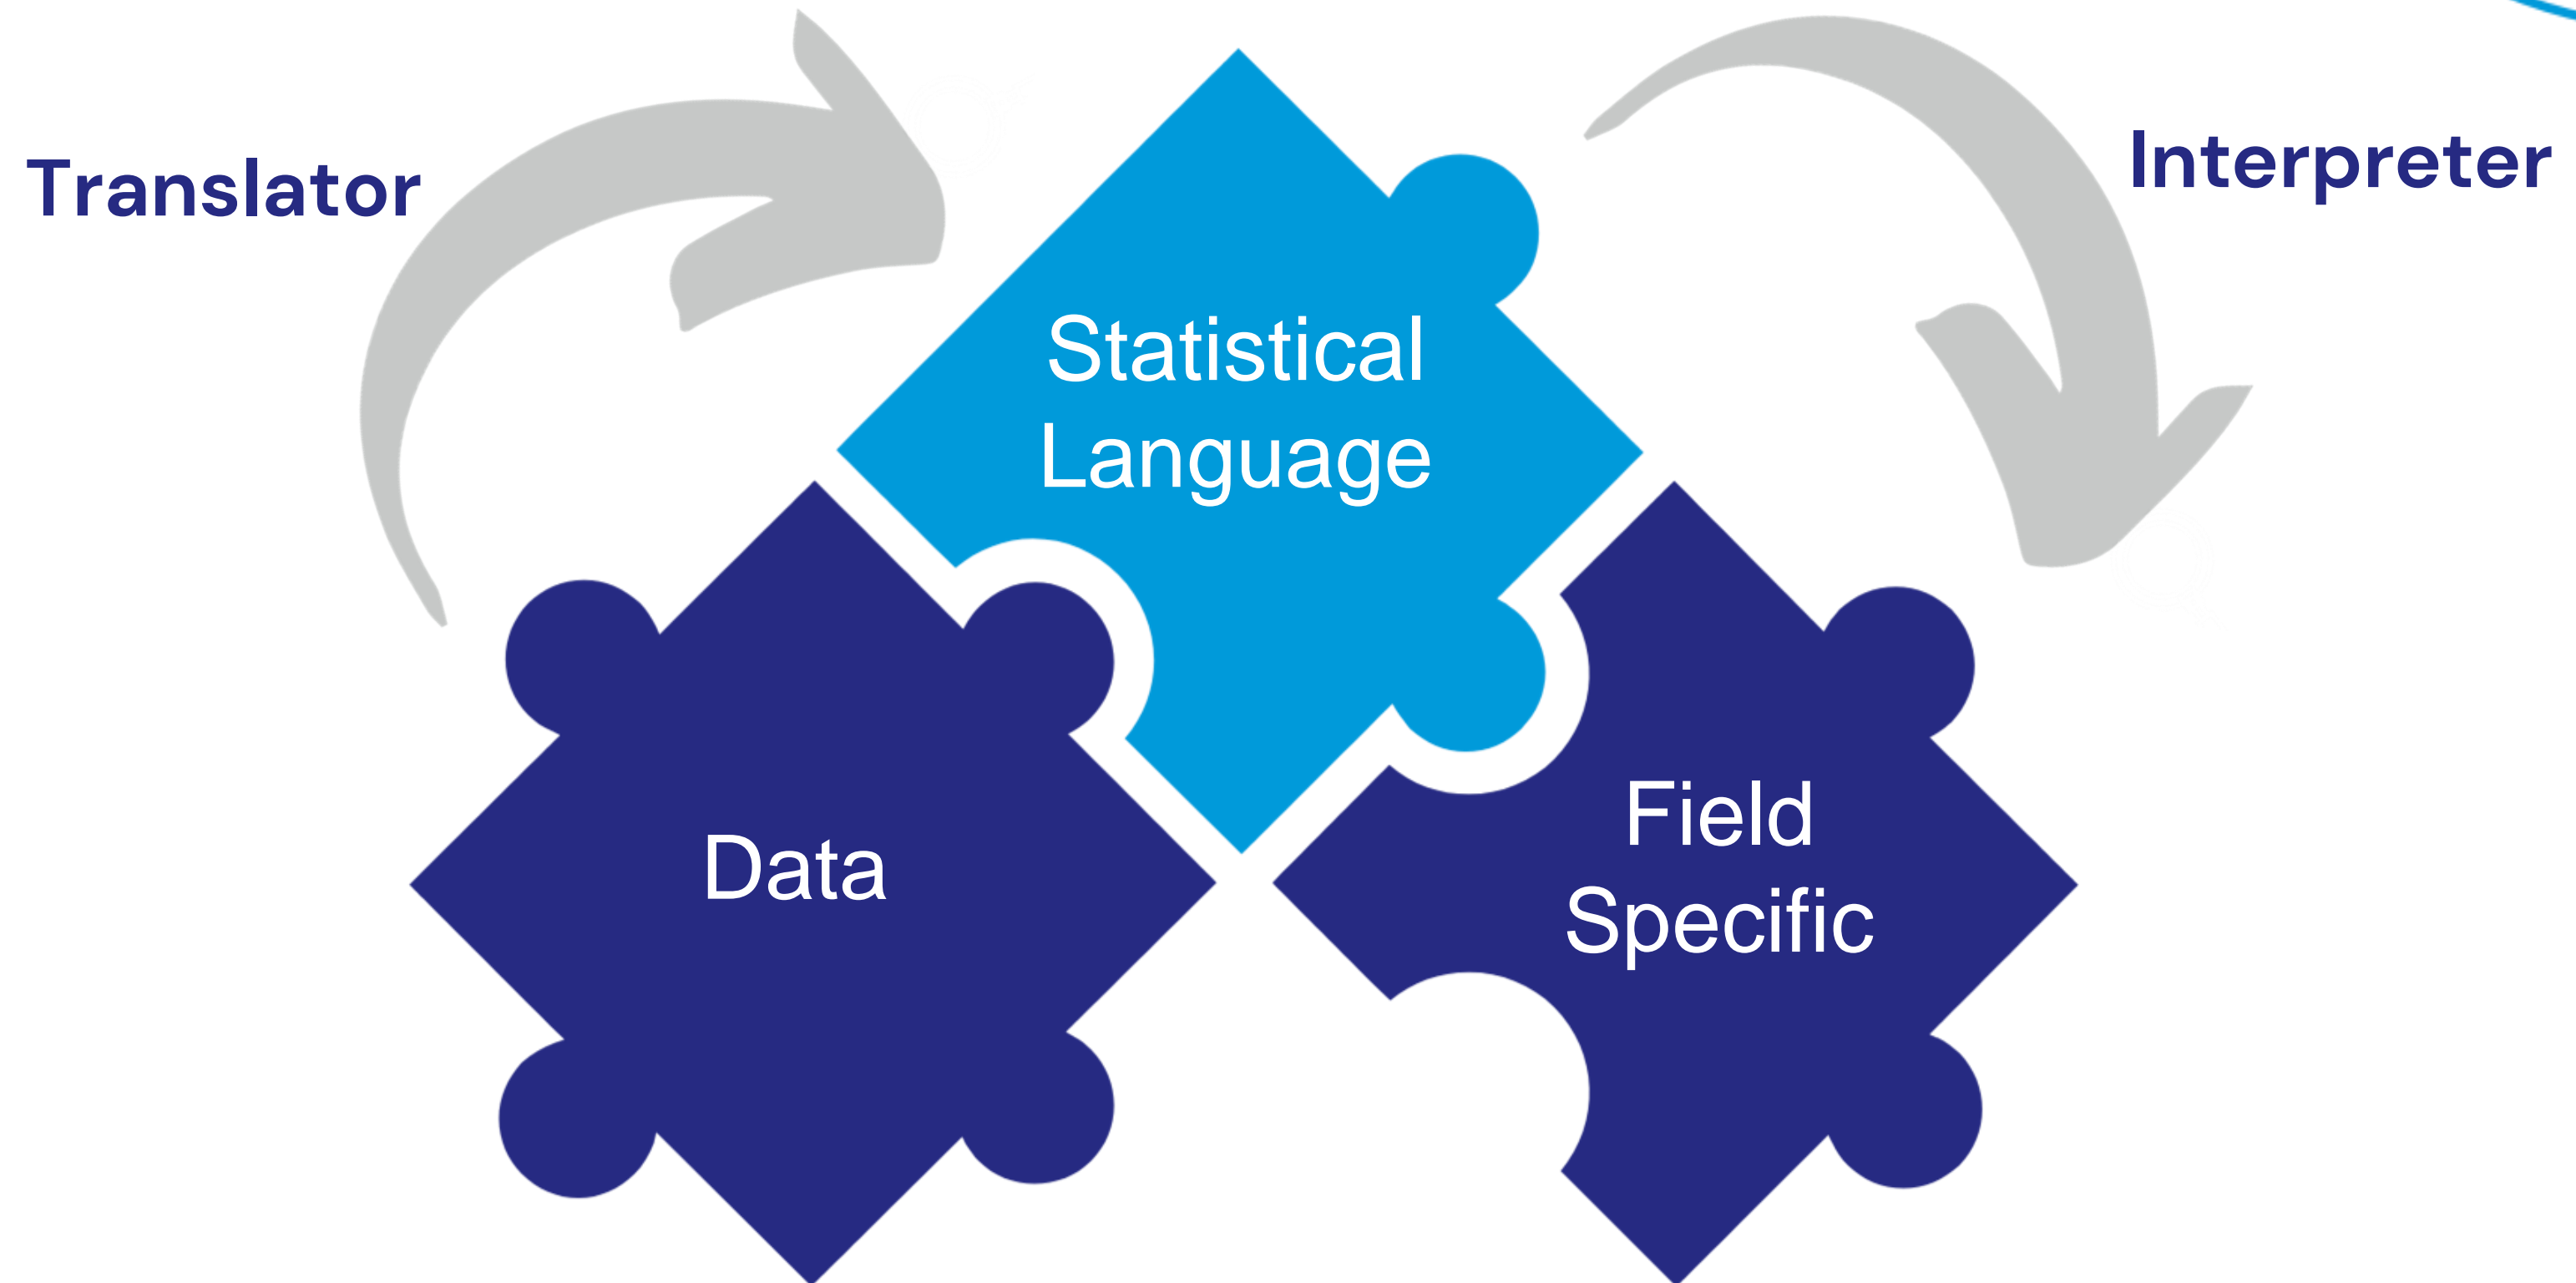 Translator
Interpreter
Statistical
Language
Data
Field
Specific